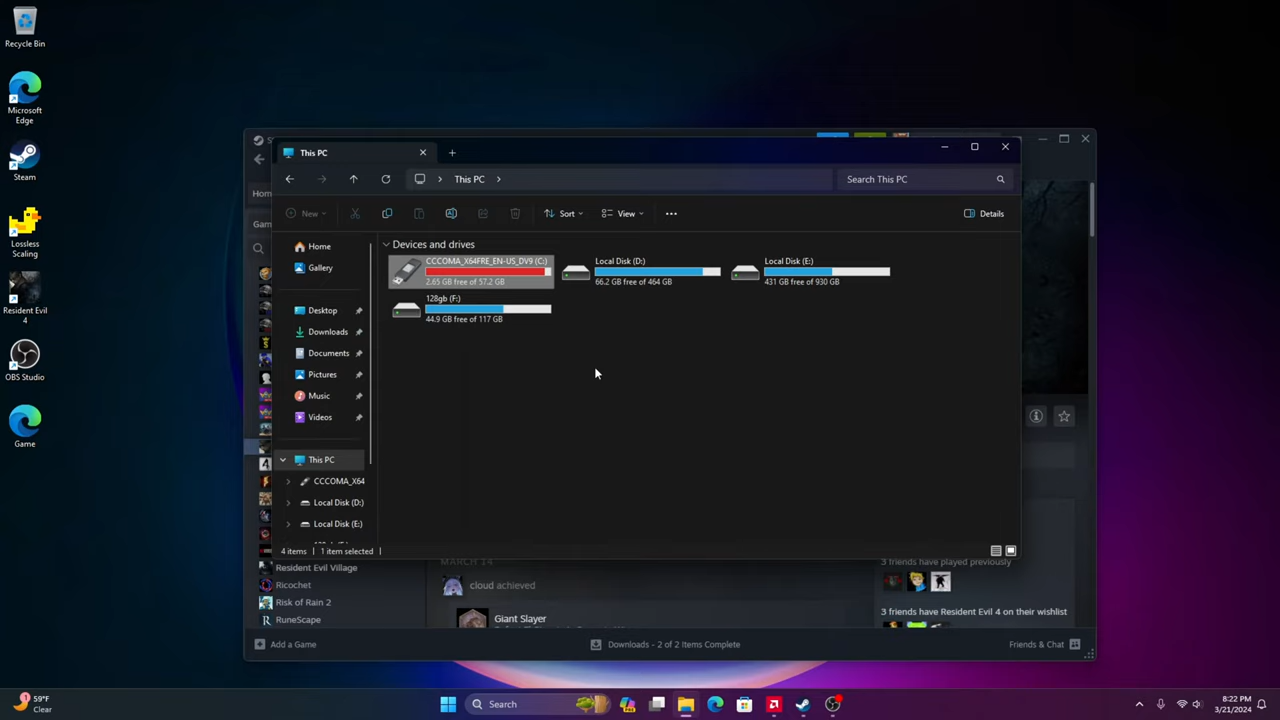 Recycle Bin
Microsoft
Edge
Steam
Lossless
Scaling
Resident Evil
4
OBS Studio
Game
This PC
This PC
Search This PC
New
Sort
View
Details
Home
Gallery
Desktop
Downloads
Documents
Pictures
Music
Videos
This PC
CCCOMA_X64
Local Disk (D:)
Local Disk (E:)
Devices and drives
CCCOMA_X64FRE_EN-US_DV9 (C:)
2.65 GB free of 57.2 GB
Local Disk (D:)
66.2 GB free of 464 GB
Local Disk (E:)
431 GB free of 930 GB
128gb (F:)
44.9 GB free of 117 GB
4 items
1 item selected
Resident Evil Village
Ricochet
Risk of Rain 2
RuneScape
MARCH 14
cloud achieved
Giant Slayer
3 friends have played previously
3 friends have Resident Evil 4 on their wishlist
Add a Game
Downloads - 2 of 2 Items Complete
Friends & Chat
1
59°F
Clear
Search
8:22 PM
3/21/2024